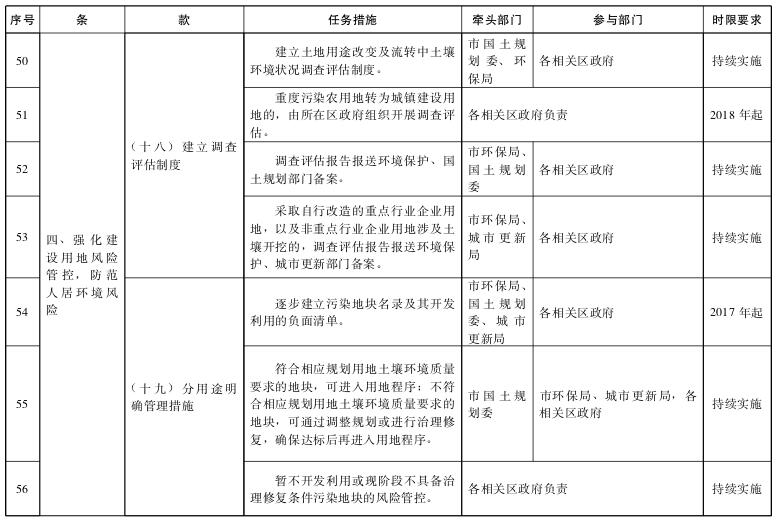 序号 条 款 任务措施 牵头部门 参与部门 时限要求
四、强化建
设用地风险
管控，防范
人居环境风
险
（十八）建立调查
评估制度
50
建立土地用途改变及流转中土壤
环境状况调查评估制度。
市国土规
划委、环
保局
各相关区政府
持续实施
51
重度污染农用地转为城镇建设用
地的，由所在区政府组织开展调查评
估。
各相关区政府负责
2018 年起
52
调查评估报告报送环境保护、国
土规划部门备案。
市环保局、
国土规划
委
各相关区政府
持续实施
53
采取自行改造的重点行业企业用
地，以及非重点行业企业用地涉及土
壤开挖的，调查评估报告报送环境保
护、城市更新部门备案。
市环保局、
城市更新
局
各相关区政府
持续实施
（十九）分用途明
确管理措施
54
逐步建立污染地块名录及其开发
利用的负面清单。
市环保局、
国土规划
委、城市
更新局
各相关区政府
2017 年起
55
符合相应规划用地土壤环境质量
要求的地块，可进入用地程序；不符
合相应规划用地土壤环境质量要求的
地块，可通过调整规划或进行治理修
复，确保达标后再进入用地程序。
市国土规
划委
市环保局、城市更新局，各
相关区政府
持续实施
56
暂不开发利用或现阶段不具备治
理修复条件污染地块的风险管控。
各相关区政府负责
持续实施